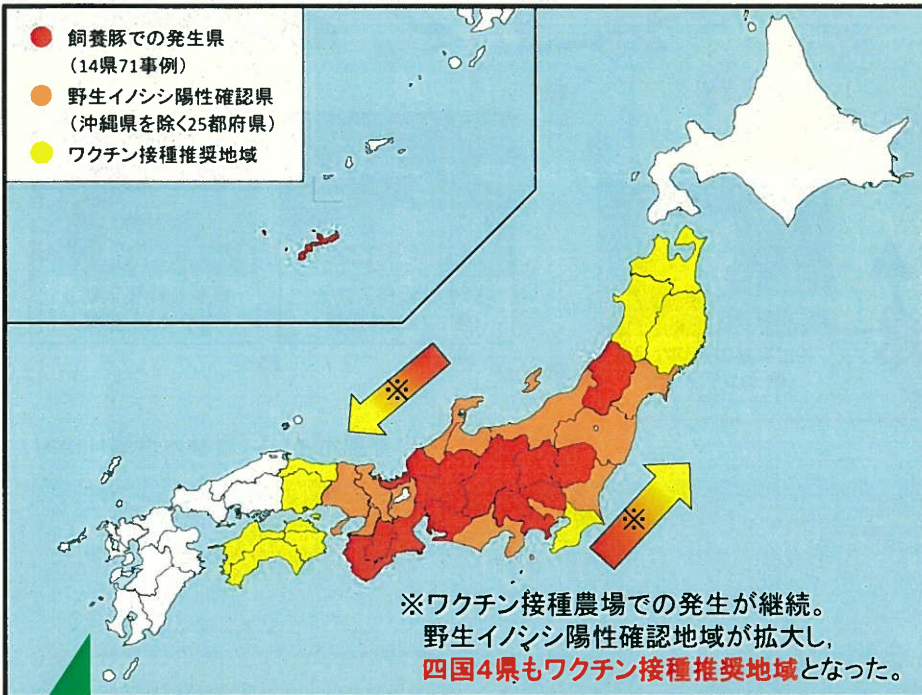 飼養豚での発生県
(14県71事例)
野生イノシシ陽性確認県
(沖縄県を除く25都府県)
ワクチン接種推奨地域
※
※
※ワクチン接種農場での発生が継続。
野生イノシシ陽性確認地域が拡大し、
四国4県もワクチン接種推奨地域となった。